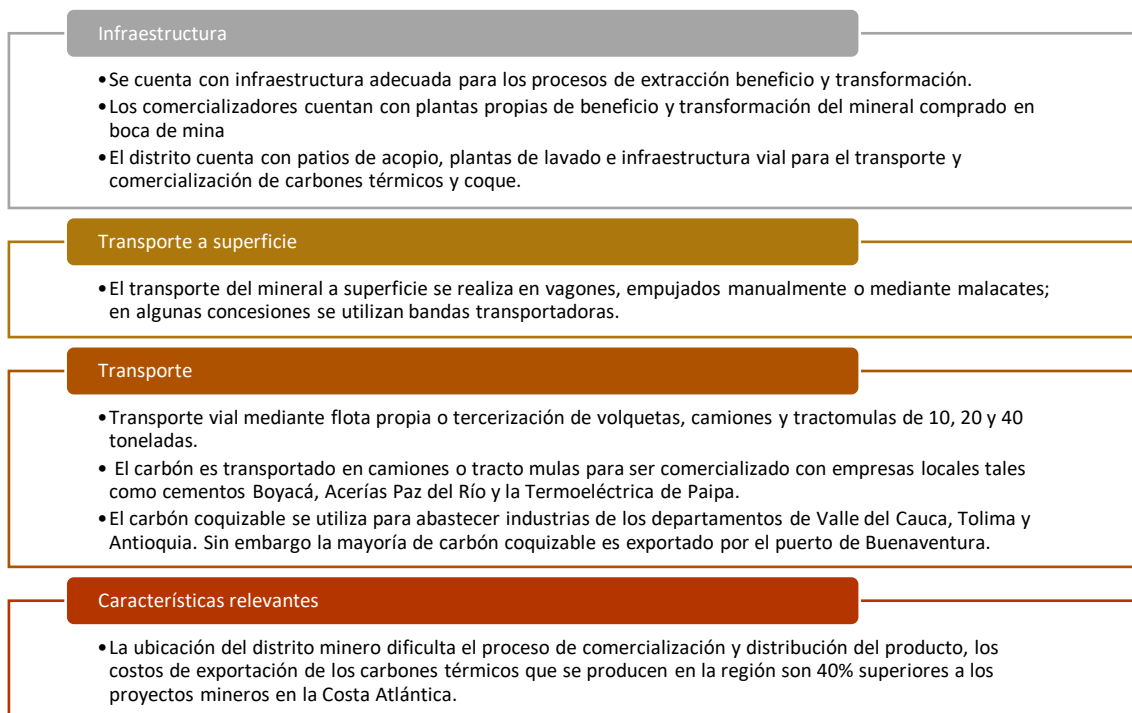 Infraestructura
•Se cuenta con infraestructura adecuada para los procesos de extracción beneficio y transformación.
•Los comercializadores cuentan con plantas propias de beneficio y transformación del mineral comprado en
boca de mina
•El distrito cuenta con patios de acopio, plantas de lavado e infraestructura vial para el transporte y
comercialización de carbones térmicos y coque.
Transporte a superficie
•El transporte del mineral a superficie se realiza en vagones, empujados manualmente o mediante malacates;
en algunas concesiones se utilizan bandas transportadoras.
Transporte
•Transporte vial mediante flota propia o tercerización de volquetas, camiones y tractomulas de 10, 20 y 40
toneladas.
• El carbón es transportado en camiones o tracto mulas para ser comercializado con empresas locales tales
como cementos Boyacá, Acerías Paz del Río y la Termoeléctrica de Paipa.
•El carbón coquizable se utiliza para abastecer industrias de los departamentos de Valle del Cauca, Tolima y
Antioquia. Sin embargo la mayoría de carbón coquizable es exportado por el puerto de Buenaventura.
Características relevantes
•La ubicación del distrito minero dificulta el proceso de comercialización y distribución del producto, los
costos de exportación de los carbones térmicos que se producen en la región son 40% superiores a los
proyectos mineros en la Costa Atlántica.